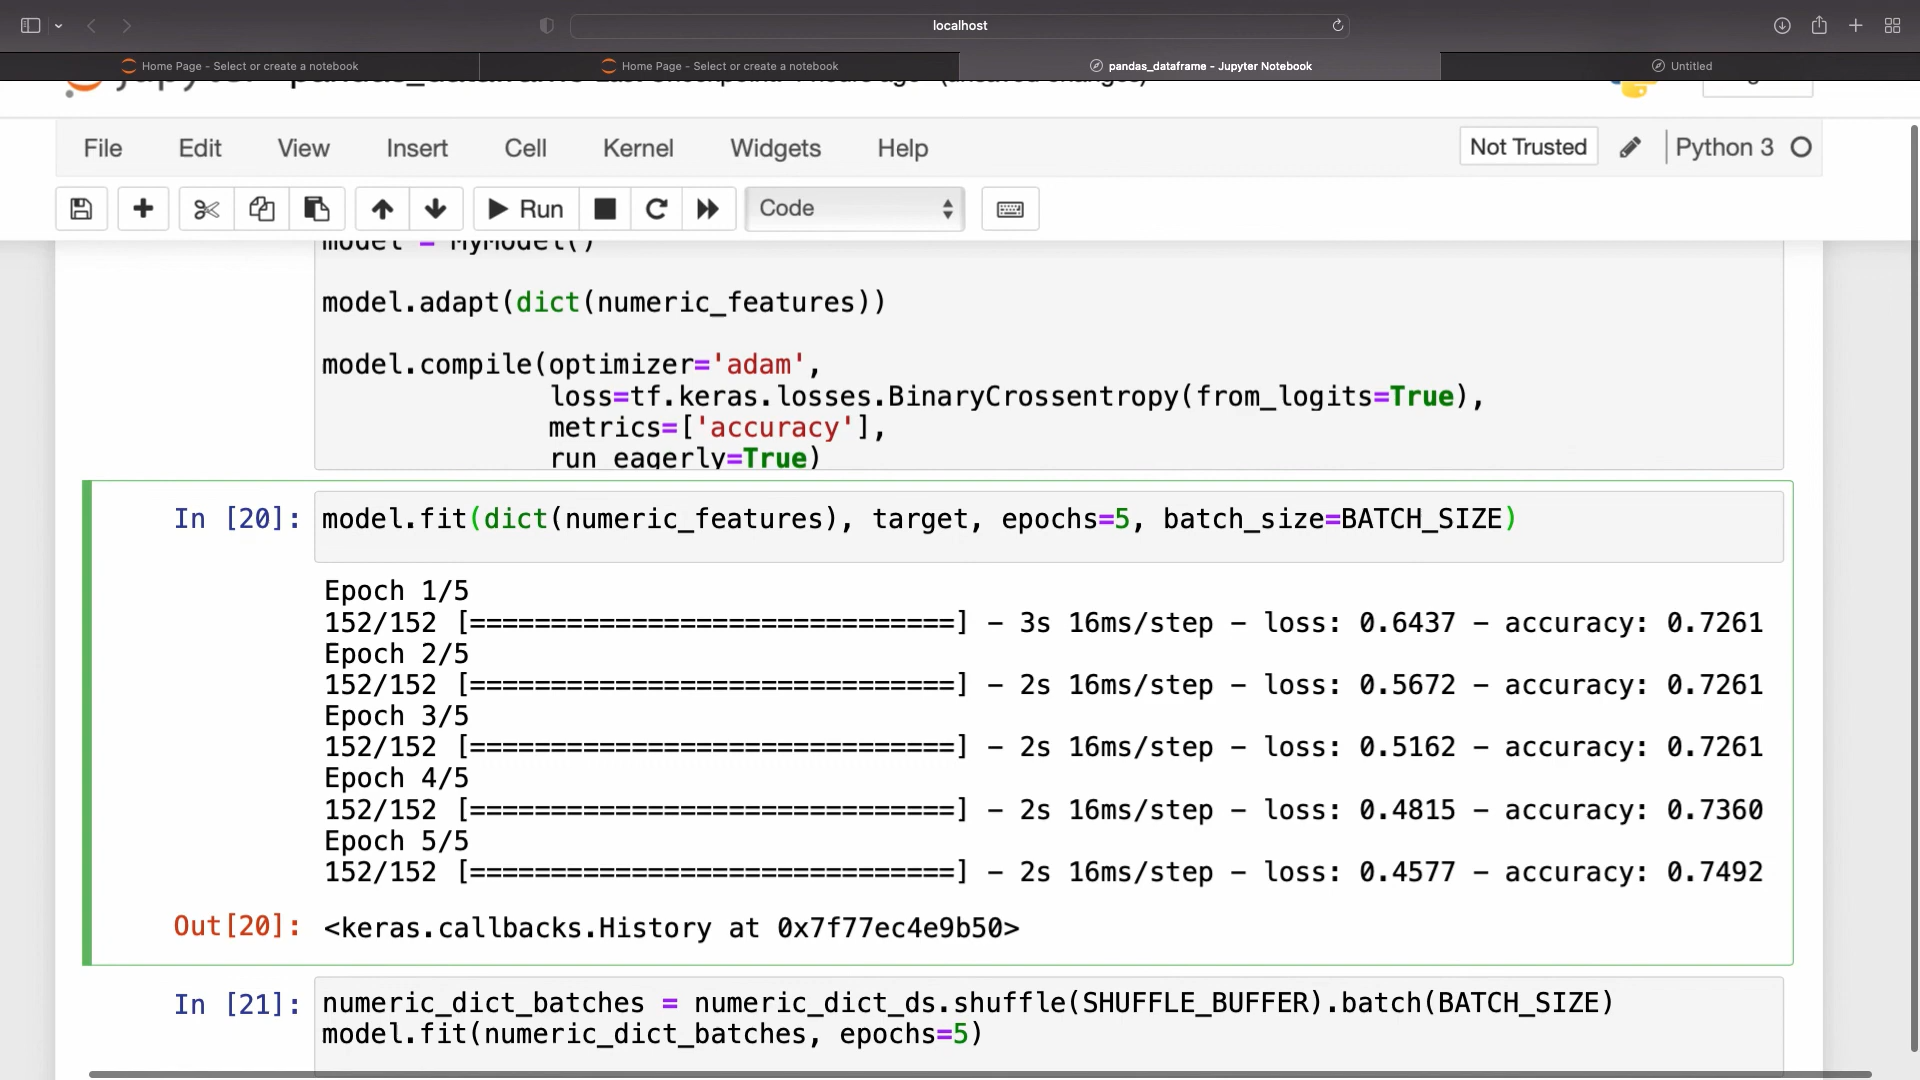 localhost
Home Page - Select or create a notebook
Home Page - Select or create a notebook
pandas_dataframe - Jupyter Notebook
Untitled
File Edit View Insert Cell Kernel Widgets Help
Not Trusted
Python 3
Run
Code
model = MyModel()
model.adapt(dict(numeric_features))
model.compile(optimizer='adam',
loss=tf.keras.losses.BinaryCrossentropy(from_logits=True),
metrics=['accuracy'],
run_eagerly=True)
In [20]: model.fit(dict(numeric_features), target, epochs=5, batch_size=BATCH_SIZE)
Epoch 1/5
152/152 [==============================] - 3s 16ms/step - loss: 0.6437 - accuracy: 0.7261
Epoch 2/5
152/152 [==============================] - 2s 16ms/step - loss: 0.5672 - accuracy: 0.7261
Epoch 3/5
152/152 [==============================] - 2s 16ms/step - loss: 0.5162 - accuracy: 0.7261
Epoch 4/5
152/152 [==============================] - 2s 16ms/step - loss: 0.4815 - accuracy: 0.7360
Epoch 5/5
152/152 [==============================] - 2s 16ms/step - loss: 0.4577 - accuracy: 0.7492
Out[20]: <keras.callbacks.History at 0x7f77ec4e9b50>
In [21]: numeric_dict_batches = numeric_dict_ds.shuffle(SHUFFLE_BUFFER).batch(BATCH_SIZE)
model.fit(numeric_dict_batches, epochs=5)